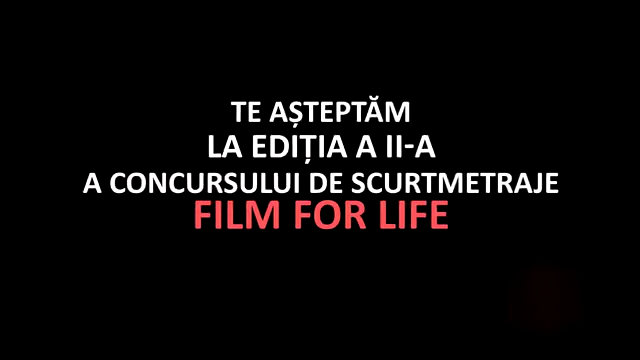 TE AȘTEPTĂM
LA EDIȚIA A II-A
A CONCURSULUI DE SCURTMETRAJE
FILM FOR LIFE